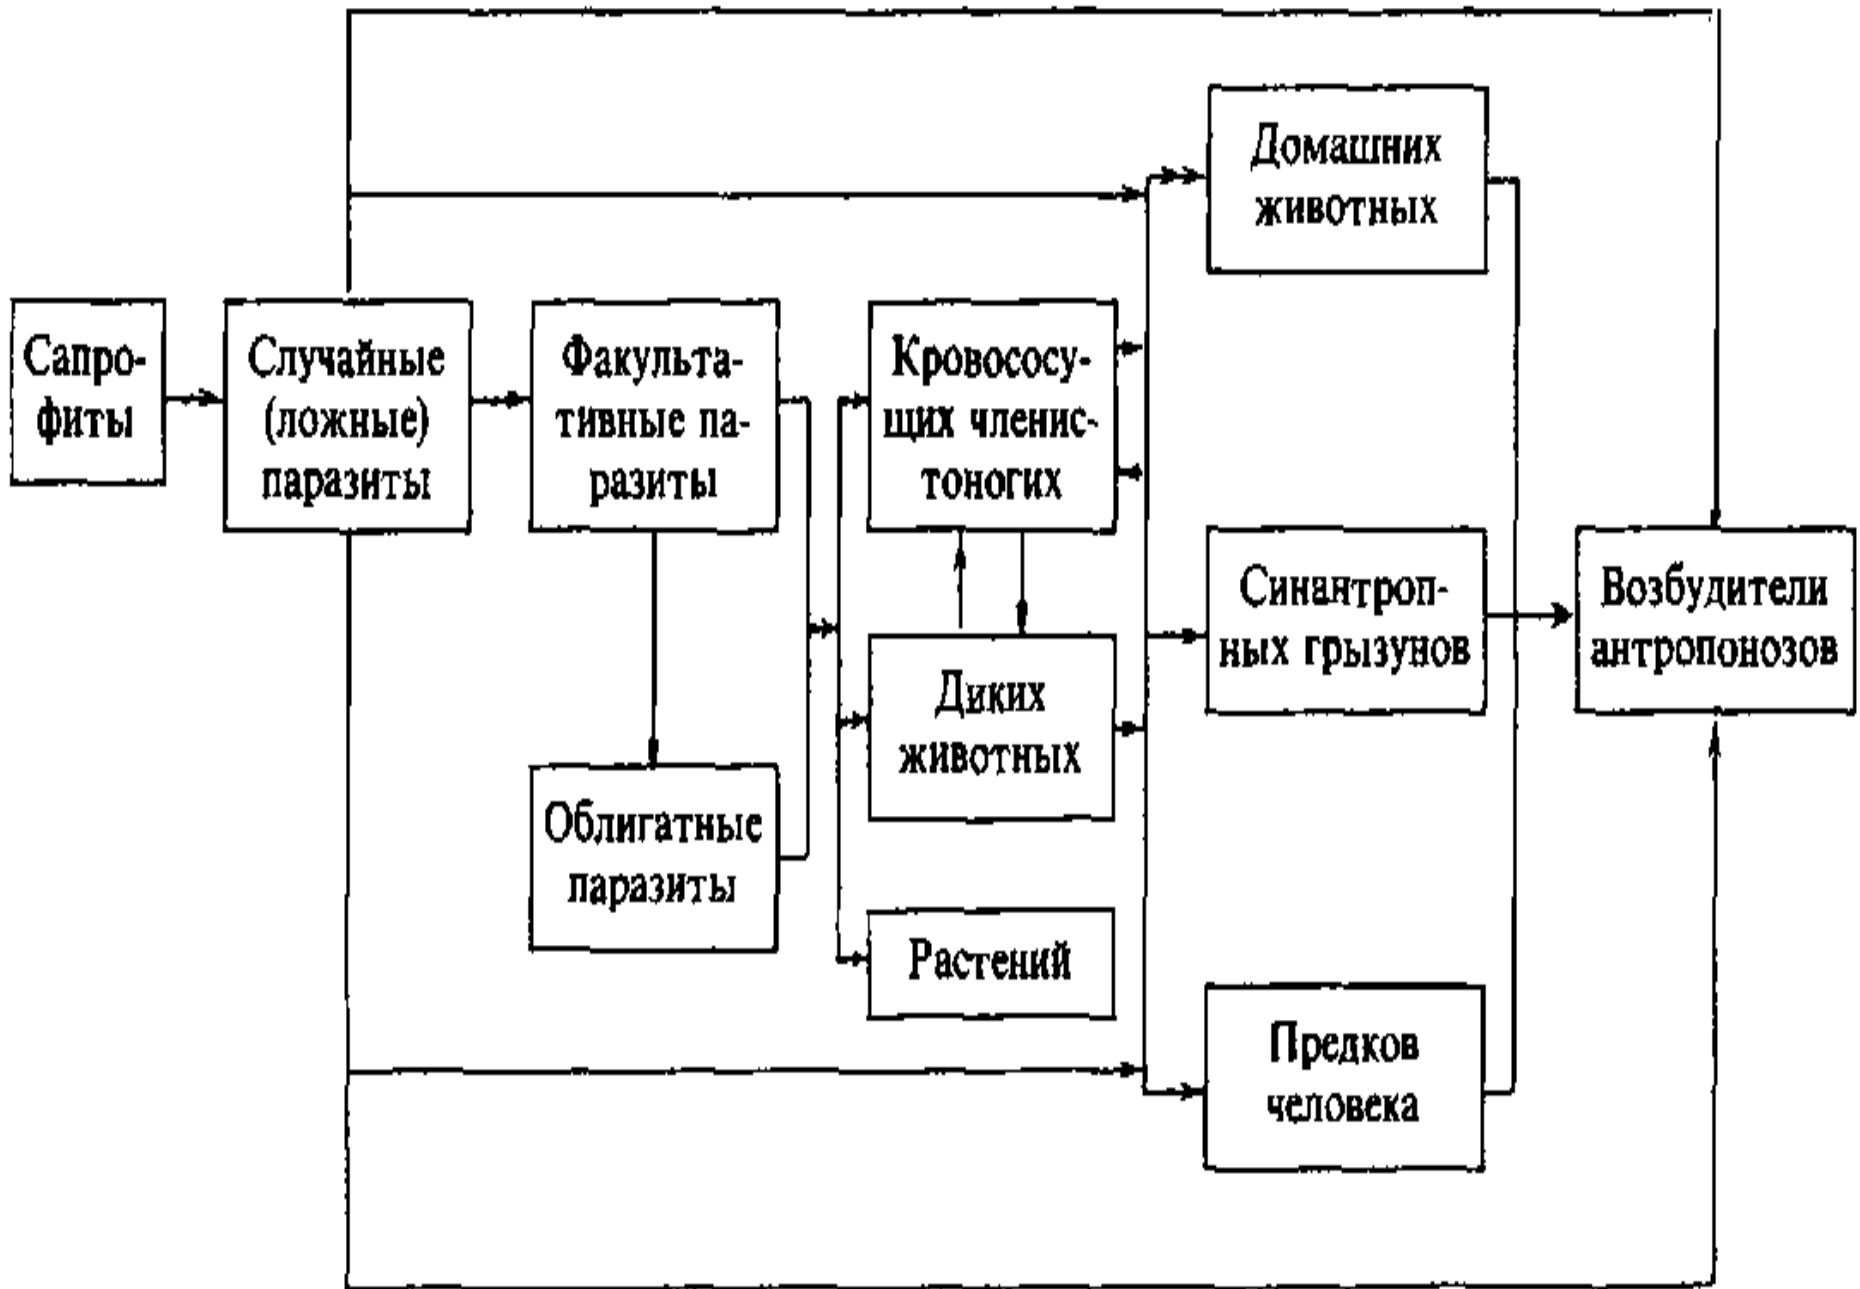 Сапро-
фиты
Случайные
(ложные)
паразиты
Факульта-
тивные па-
разиты
Облигатные
паразиты
Кровососу-
щих членис-
тоногих
Диких
животных
Растений
Домашних
животных
Синантроп-
ных грызунов
Предков
человека
Возбудители
антропонозов